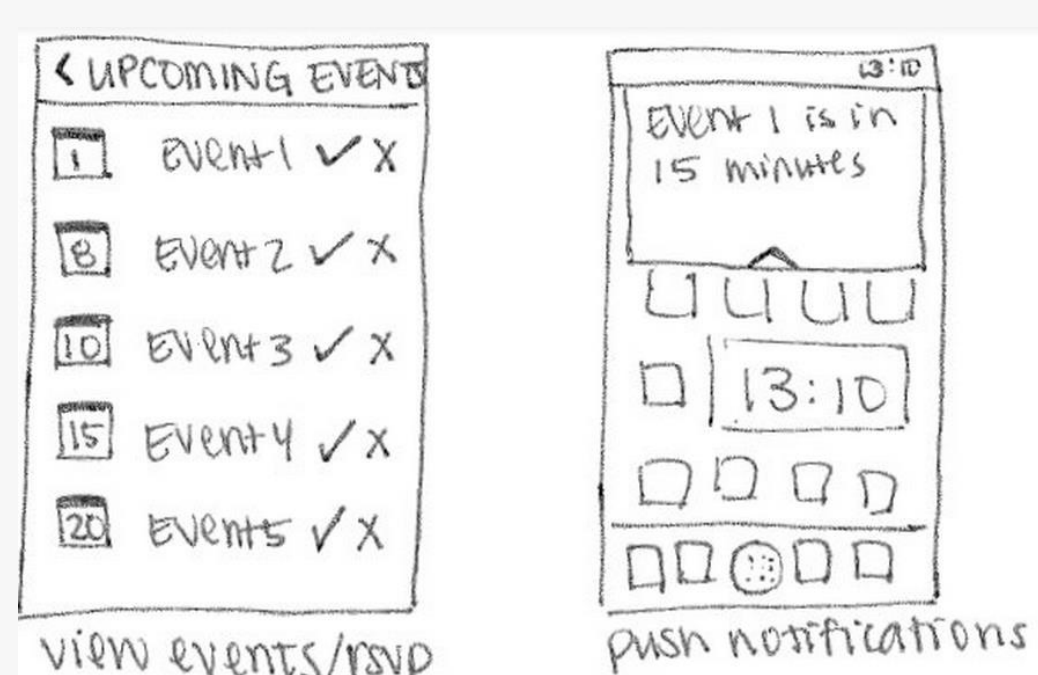 < UPCOMING EVENTS
1 Event 1 ✓ X
8 Event 2 ✓ X
10 Event 3 ✓ X
15 Event 4 ✓ X
20 Event 5 ✓ X
view events/rsvp
13:10
Event 1 is in
15 minutes
13:10
push notifications